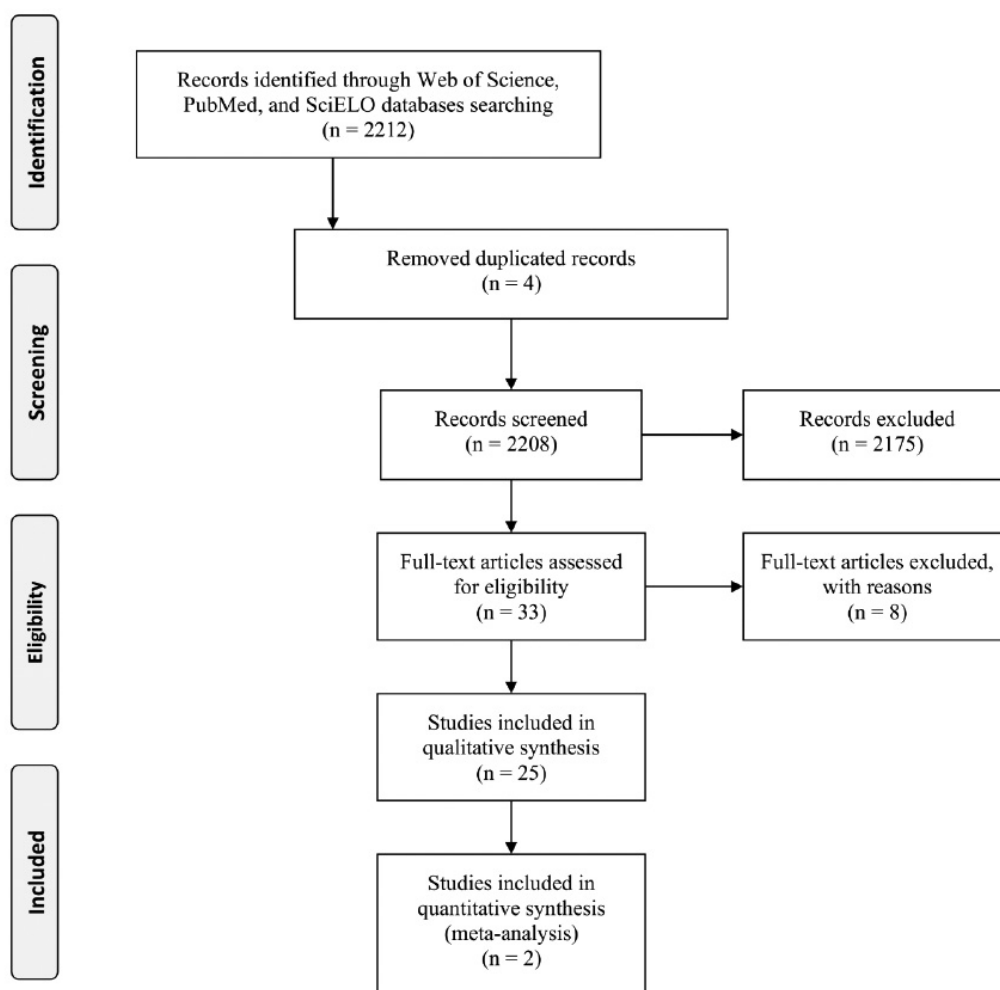 Identification
Records identified through Web of Science,
PubMed, and SciELO databases searching
(n = 2212)
Removed duplicated records
(n = 4)
Screening
Records screened
(n = 2208)
Records excluded
(n = 2175)
Eligibility
Full-text articles assessed
for eligibility
(n = 33)
Full-text articles excluded,
with reasons
(n = 8)
Studies included in
qualitative synthesis
(n = 25)
Included
Studies included in
quantitative synthesis
(meta-analysis)
(n = 2)